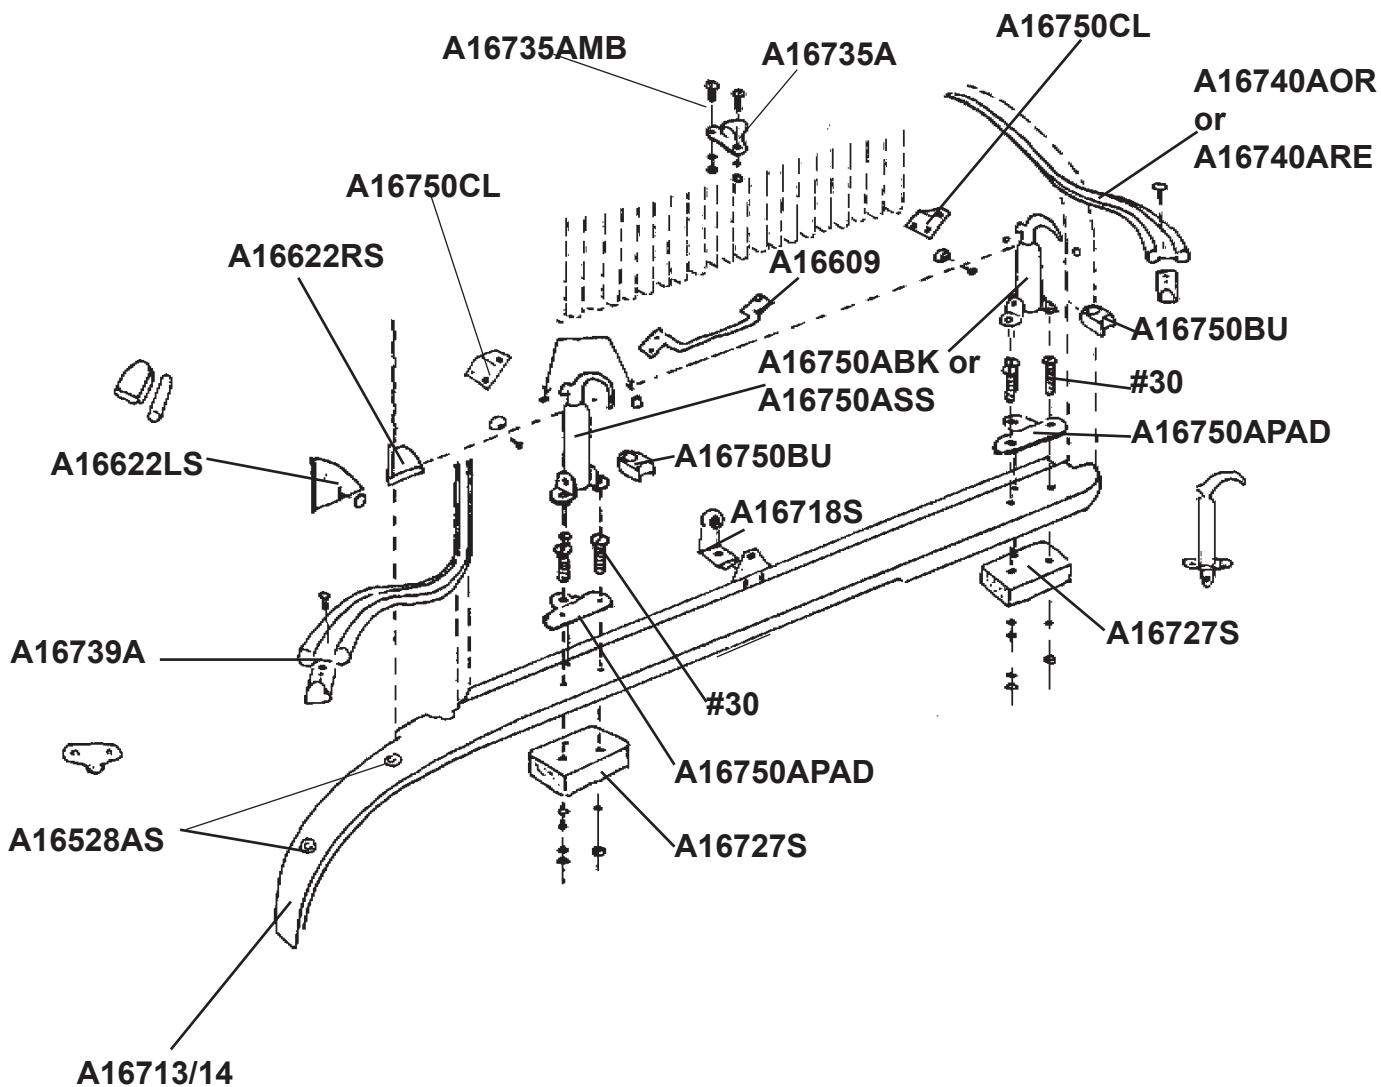 A16750CL
A16735AMB
A16735A
A16740AOR
or
A16740ARE
A16750CL
A16622RS
A16609
A16750BU
A16750ABK or
A16750ASS
#30
A16750APAD
A16622LS
A16750BU
A16718S
A16727S
A16739A
#30
A16750APAD
A16528AS
A16727S
A16713/14